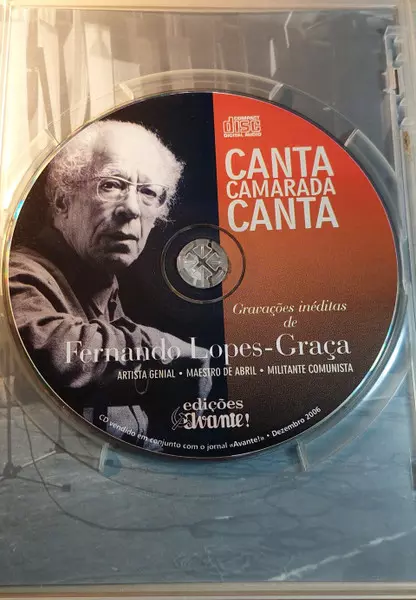 COMPACT
disc
DIGITAL AUDIO
CANTA
CAMARADA
CANTA
Gravações inéditas
de
Fernando Lopes-Graça
ARTISTA GENIAL • MAESTRO DE ABRIL • MILITANTE COMUNISTA
edições
Avante!
CD vendido em conjunto com o jornal «Avante!» • Dezembro 2006